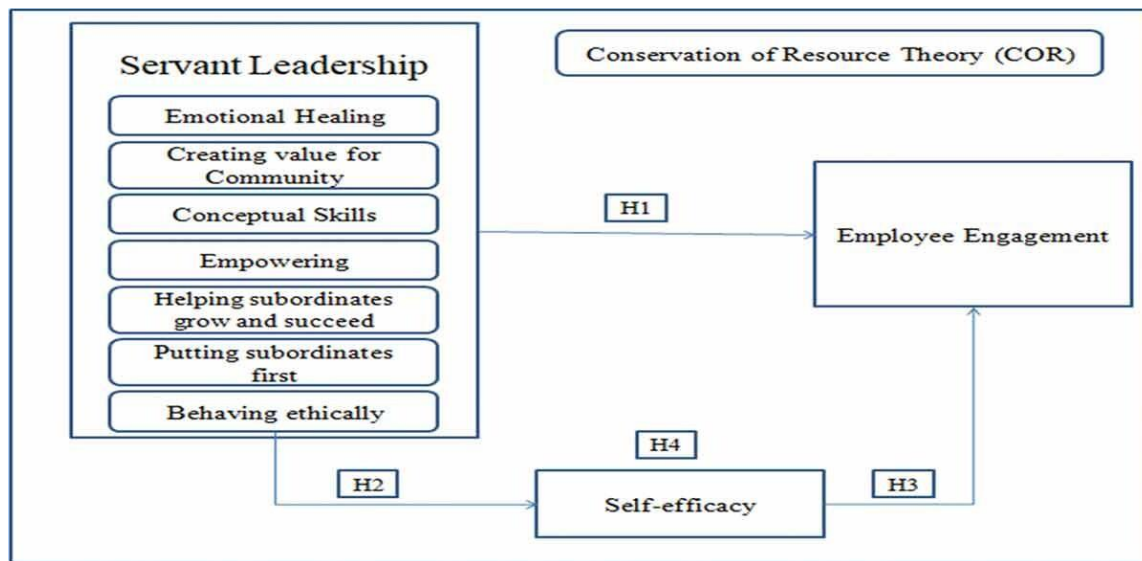 Servant Leadership
Emotional Healing
Creating value for
Community
Conceptual Skills
Empowering
Helping subordinates
grow and succeed
Putting subordinates
first
Behaving ethically
Conservation of Resource Theory (COR)
H1
Employee Engagement
H2
H4
Self-efficacy
H3